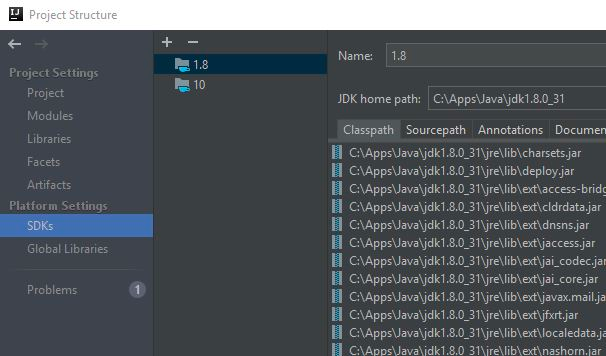 IJ Project Structure
Project Settings
Project
Modules
Libraries
Facets
Artifacts
Platform Settings
SDKs
Global Libraries
Problems 1
1.8
10
Name: 1.8
JDK home path: C:\Apps\Java\jdk1.8.0_31
Classpath Sourcepath Annotations Documen
C:\Apps\Java\jdk1.8.0_31\jre\lib\charsets.jar
C:\Apps\Java\jdk1.8.0_31\jre\lib\deploy.jar
C:\Apps\Java\jdk1.8.0_31\jre\lib\ext\access-bridg
C:\Apps\Java\jdk1.8.0_31\jre\lib\ext\cldrdata.jar
C:\Apps\Java\jdk1.8.0_31\jre\lib\ext\dnsns.jar
C:\Apps\Java\jdk1.8.0_31\jre\lib\ext\jaccess.jar
C:\Apps\Java\jdk1.8.0_31\jre\lib\ext\jai_codec.jar
C:\Apps\Java\jdk1.8.0_31\jre\lib\ext\jai_core.jar
C:\Apps\Java\jdk1.8.0_31\jre\lib\ext\javax.mail.ja
C:\Apps\Java\jdk1.8.0_31\jre\lib\ext\jfxrt.jar
C:\Apps\Java\jdk1.8.0_31\jre\lib\ext\localedata.jar
C:\Apps\Java\jdk1.8.0_31\jre\lib\ext\nashorn.jar